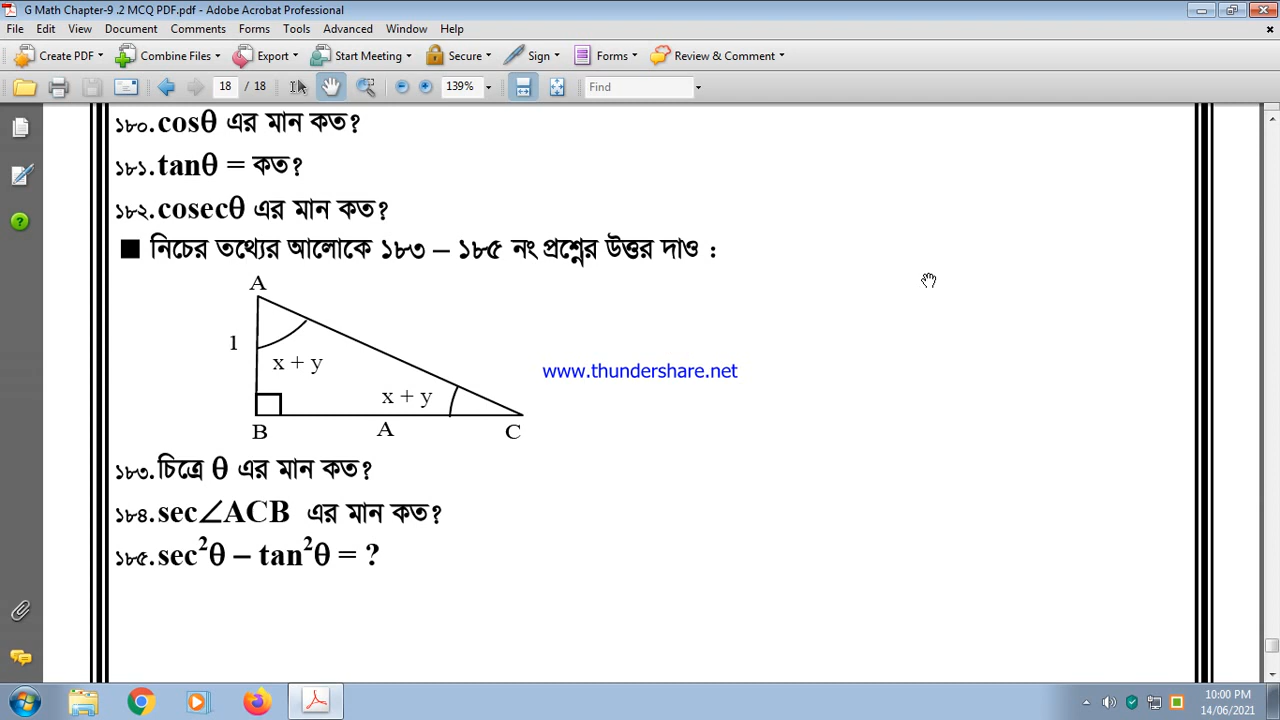 G Math Chapter-9 .2 MCQ PDF.pdf - Adobe Acrobat Professional
File Edit View Document Comments Forms Tools Advanced Window Help
Create PDF Combine Files Export Start Meeting Secure Sign Forms Review & Comment
18 / 18 139% Find
১৮০. cosθ এর মান কত?
১৮১. tanθ = কত?
১৮২. cosecθ এর মান কত?
■ নিচের তথ্যের আলোকে ১৮৩ – ১৮৫ নং প্রশ্নের উত্তর দাও :
A
1
x + y
www.thundershare.net
x + y
B A C
১৮৩. চিত্রে θ এর মান কত?
১৮৪. sec∠ACB এর মান কত?
১৮৫. sec²θ – tan²θ = ?
10:00 PM
14/06/2021